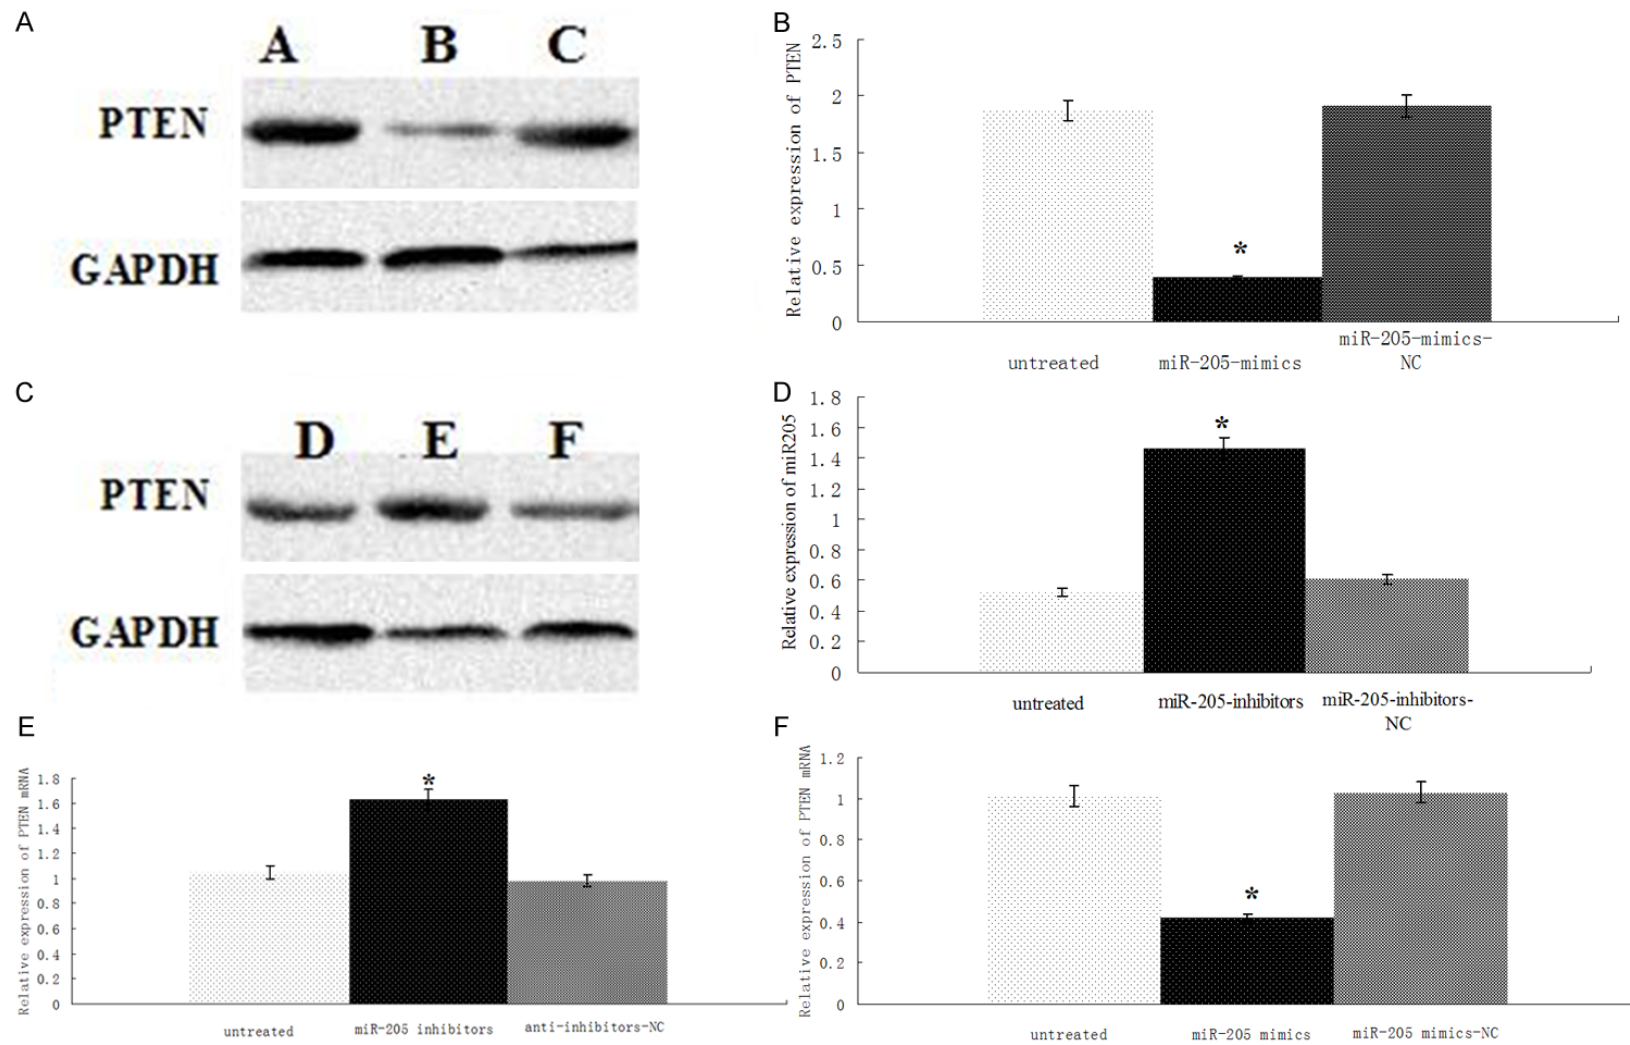 A
A B C
PTEN
GAPDH
B
Relative expression of PTEN
2.5
2
1.5
1
0.5
0
*
untreated
miR-205-mimics
miR-205-mimics-
NC
C
D E F
PTEN
GAPDH
D
Relative expression of miR205
1.8
1.6
1.4
1.2
1
0.8
0.6
0.4
0.2
0
*
untreated
miR-205-inhibitors
miR-205-inhibitors-
NC
E
Relative expression of PTEN mRNA
1.8
1.6
1.4
1.2
1
0.8
0.6
0.4
0.2
0
*
untreated
miR-205 inhibitors
anti-inhibitors-NC
F
Relative expression of PTEN mRNA
1.2
1
0.8
0.6
0.4
0.2
0
*
untreated
miR-205 mimics
miR-205 mimics-NC